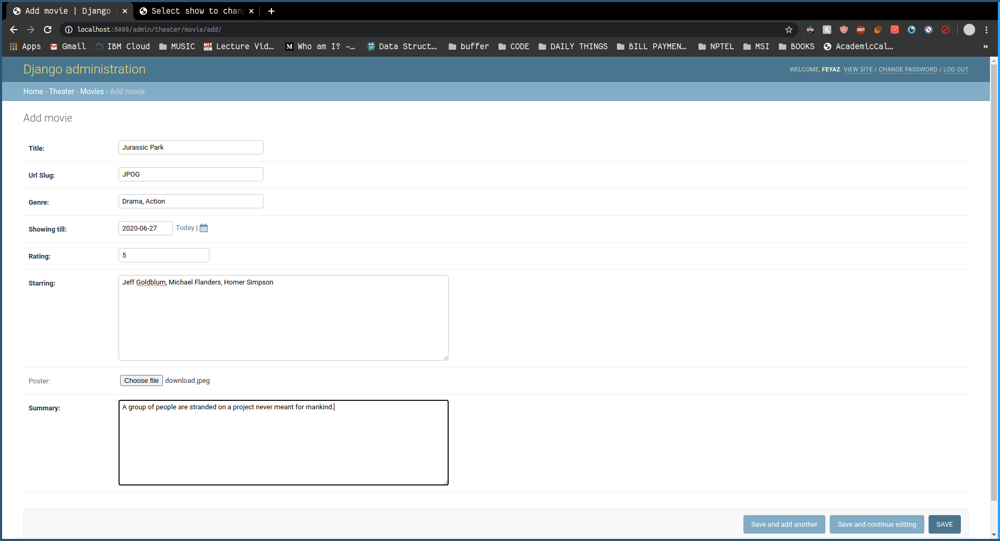 Add movie | Django
Select show to chan
localhost:8000/admin/theater/movie/add/
ABP
Apps
Gmail
IBM Cloud
MUSIC
MIT OCW Lecture Vid…
M Who am I? –…
Data Struct…
buffer
CODE
DAILY THINGS
BILL PAYMEN…
NPTEL
MSI
BOOKS
AcademicCal…
»
Django administration
WELCOME, FEYAZ. VIEW SITE / CHANGE PASSWORD / LOG OUT
Home › Theater › Movies › Add movie
Add movie
Title: Jurassic Park
Url Slug: JPOG
Genre: Drama, Action
Showing till: 2020-06-27 Today |
Rating: 5
Starring: Jeff Goldblum, Michael Flanders, Homer Simpson
Poster: Choose file download.jpeg
Summary: A group of people are stranded on a project never meant for mankind.
Save and add another
Save and continue editing
SAVE